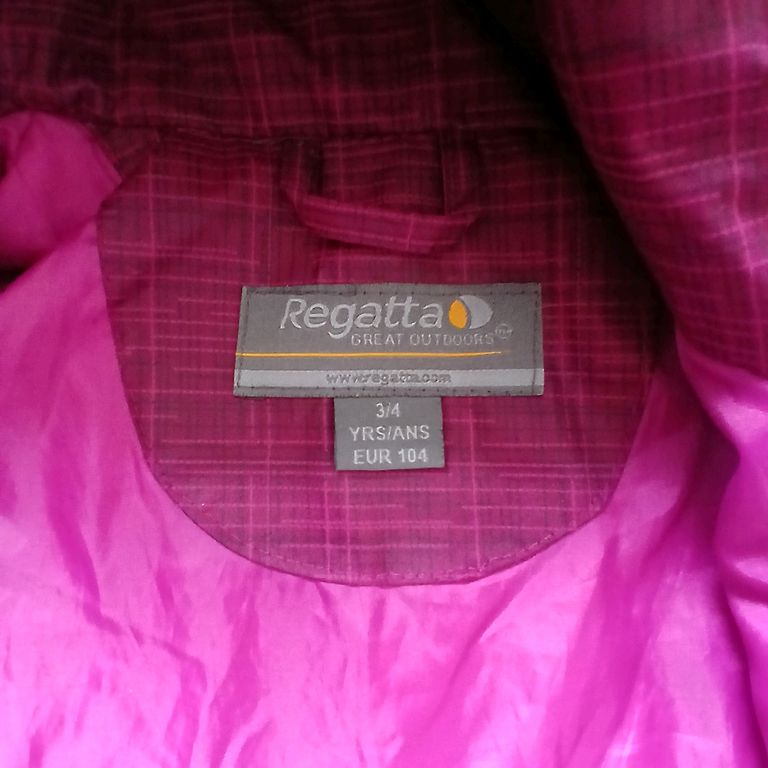 Regatta
GREAT OUTDOORS
www.regatta.com
3/4
YRS/ANS
EUR 104